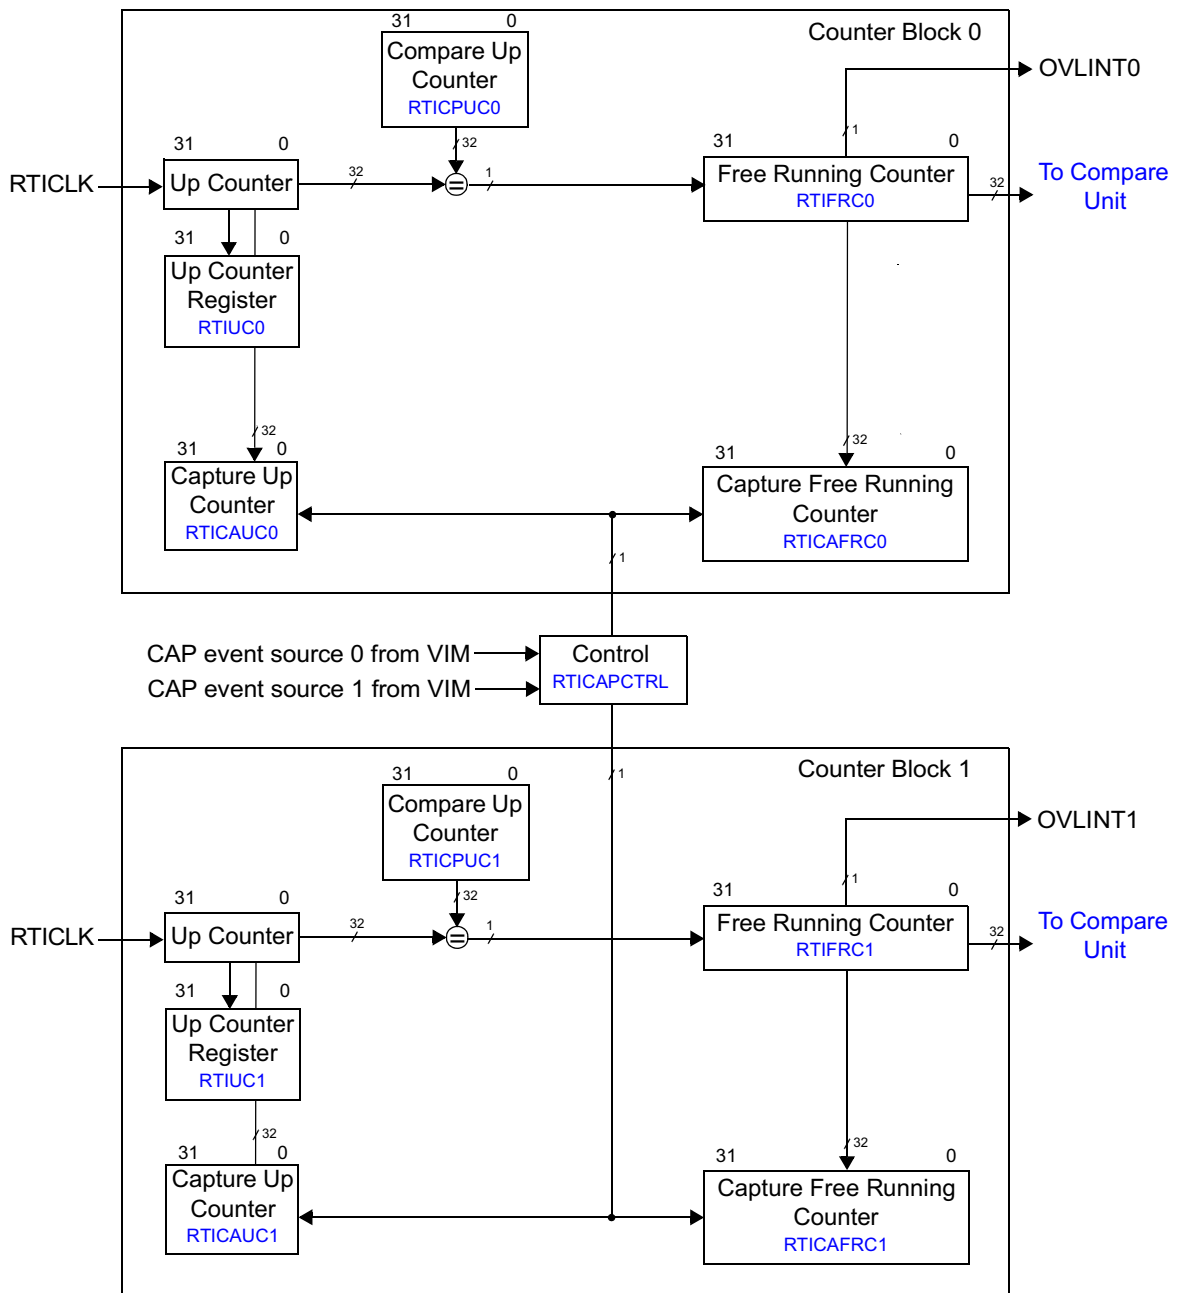 Counter Block 0
31 0
Compare Up
Counter
RTICPUC0
32
OVLINT0
1
31 0
RTICLK
Up Counter
32
1
31 0
Free Running Counter
RTIFRC0
32
To Compare
Unit
31 0
Up Counter
Register
RTIUC0
32
31 0
Capture Up
Counter
RTICAUC0
32
31 0
Capture Free Running
Counter
RTICAFRC0
1
CAP event source 0 from VIM
CAP event source 1 from VIM
Control
RTICAPCTRL
1
Counter Block 1
31 0
Compare Up
Counter
RTICPUC1
32
OVLINT1
1
31 0
RTICLK
Up Counter
32
1
31 0
Free Running Counter
RTIFRC1
32
To Compare
Unit
31 0
Up Counter
Register
RTIUC1
32
31 0
Capture Up
Counter
RTICAUC1
32
31 0
Capture Free Running
Counter
RTICAFRC1